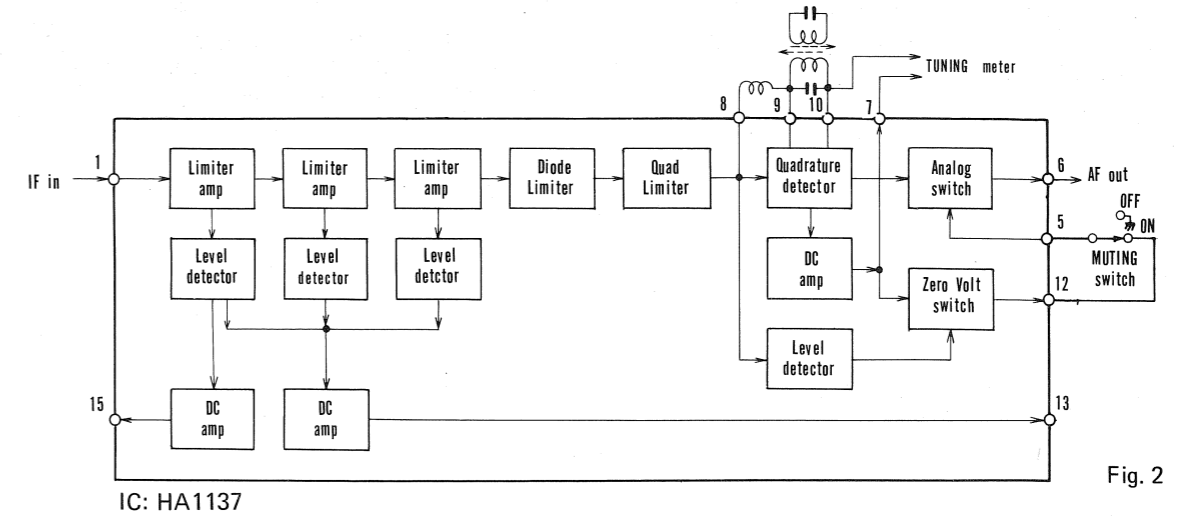 TUNING meter
8
9
10
7
1
IF in
Limiter
amp
Limiter
amp
Limiter
amp
Diode
Limiter
Quad
Limiter
Quadrature
detector
Analog
switch
6
AF out
OFF
5
ON
MUTING
switch
Level
detector
Level
detector
Level
detctor
DC
amp
Zero Volt
switch
12
Level
detector
15
DC
amp
DC
amp
13
Fig. 2
IC: HA1137